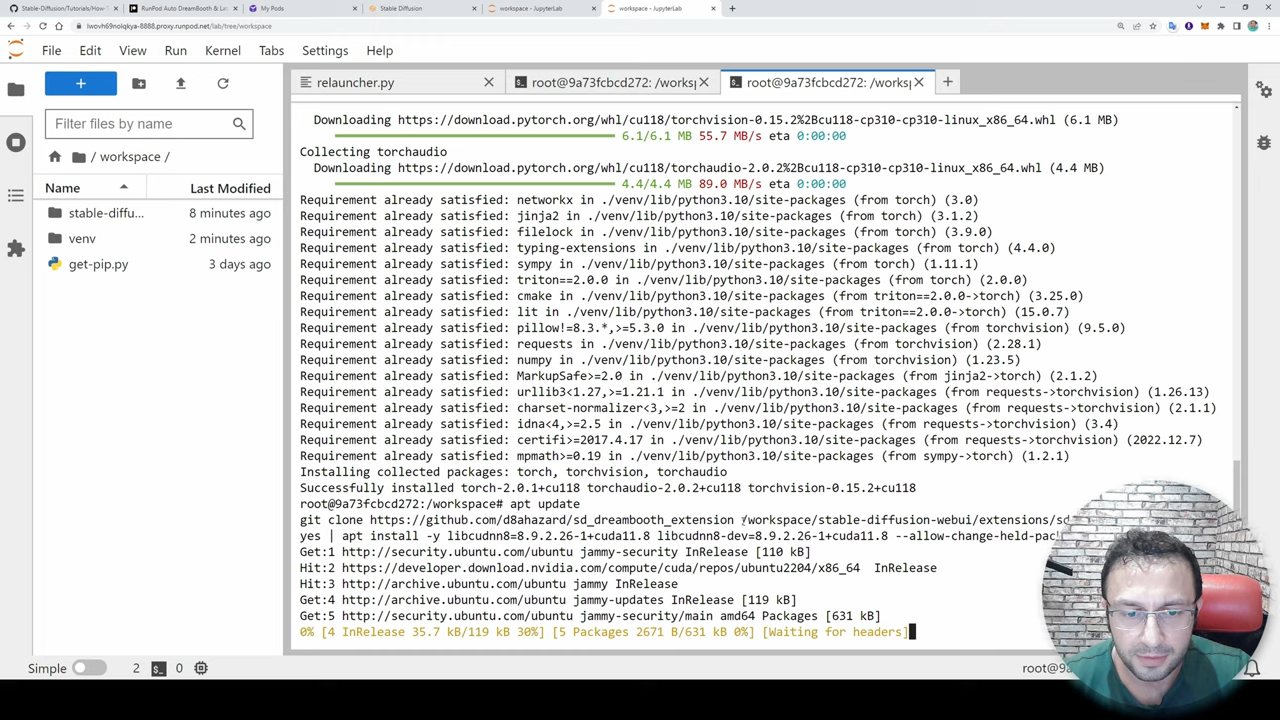 Stable-Diffusion/Tutorials/How-
RunPod Auto DreamBooth & L
My Pods
Stable Diffusion
workspace - JupyterLab
workspace - JupyterLab
lwovh69nolqkya-8888.proxy.runpod.net/lab/tree/workspace
File Edit View Run Kernel Tabs Settings Help
relauncher.py
root@9a73fcbcd272: /worksp
root@9a73fcbcd272: /worksp
Filter files by name
/ workspace /
Name Last Modified
stable-diffu... 8 minutes ago
venv 2 minutes ago
get-pip.py 3 days ago
Downloading https://download.pytorch.org/whl/cu118/torchvision-0.15.2%2Bcu118-cp310-cp310-linux_x86_64.whl (6.1 MB)
6.1/6.1 MB 55.7 MB/s eta 0:00:00
Collecting torchaudio
Downloading https://download.pytorch.org/whl/cu118/torchaudio-2.0.2%2Bcu118-cp310-cp310-linux_x86_64.whl (4.4 MB)
4.4/4.4 MB 89.0 MB/s eta 0:00:00
Requirement already satisfied: networkx in ./venv/lib/python3.10/site-packages (from torch) (3.0)
Requirement already satisfied: jinja2 in ./venv/lib/python3.10/site-packages (from torch) (3.1.2)
Requirement already satisfied: filelock in ./venv/lib/python3.10/site-packages (from torch) (3.9.0)
Requirement already satisfied: typing-extensions in ./venv/lib/python3.10/site-packages (from torch) (4.4.0)
Requirement already satisfied: sympy in ./venv/lib/python3.10/site-packages (from torch) (1.11.1)
Requirement already satisfied: triton==2.0.0 in ./venv/lib/python3.10/site-packages (from torch) (2.0.0)
Requirement already satisfied: cmake in ./venv/lib/python3.10/site-packages (from triton==2.0.0->torch) (3.25.0)
Requirement already satisfied: lit in ./venv/lib/python3.10/site-packages (from triton==2.0.0->torch) (15.0.7)
Requirement already satisfied: pillow!=8.3.*,>=5.3.0 in ./venv/lib/python3.10/site-packages (from torchvision) (9.5.0)
Requirement already satisfied: requests in ./venv/lib/python3.10/site-packages (from torchvision) (2.28.1)
Requirement already satisfied: numpy in ./venv/lib/python3.10/site-packages (from torchvision) (1.23.5)
Requirement already satisfied: MarkupSafe>=2.0 in ./venv/lib/python3.10/site-packages (from jinja2->torch) (2.1.2)
Requirement already satisfied: urllib3<1.27,>=1.21.1 in ./venv/lib/python3.10/site-packages (from requests->torchvision) (1.26.13)
Requirement already satisfied: charset-normalizer<3,>=2 in ./venv/lib/python3.10/site-packages (from requests->torchvision) (2.1.1)
Requirement already satisfied: idna<4,>=2.5 in ./venv/lib/python3.10/site-packages (from requests->torchvision) (3.4)
Requirement already satisfied: certifi>=2017.4.17 in ./venv/lib/python3.10/site-packages (from requests->torchvision) (2022.12.7)
Requirement already satisfied: mpmath>=0.19 in ./venv/lib/python3.10/site-packages (from sympy->torch) (1.2.1)
Installing collected packages: torch, torchvision, torchaudio
Successfully installed torch-2.0.1+cu118 torchaudio-2.0.2+cu118 torchvision-0.15.2+cu118
root@9a73fcbcd272:/workspace# apt update
git clone https://github.com/d8ahazard/sd_dreambooth_extension /workspace/stable-diffusion-webui/extensions/sd
yes | apt install -y libcudnn8=8.9.2.26-1+cuda11.8 libcudnn8-dev=8.9.2.26-1+cuda11.8 --allow-change-held-pac
Get:1 http://security.ubuntu.com/ubuntu jammy-security InRelease [110 kB]
Hit:2 https://developer.download.nvidia.com/compute/cuda/repos/ubuntu2204/x86_64 InRelease
Hit:3 http://archive.ubuntu.com/ubuntu jammy InRelease
Get:4 http://archive.ubuntu.com/ubuntu jammy-updates InRelease [119 kB]
Get:5 http://security.ubuntu.com/ubuntu jammy-security/main amd64 Packages [631 kB]
0% [4 InRelease 35.7 kB/119 kB 30%] [5 Packages 2671 B/631 kB 0%] [Waiting for headers]
Simple 2 0 root@